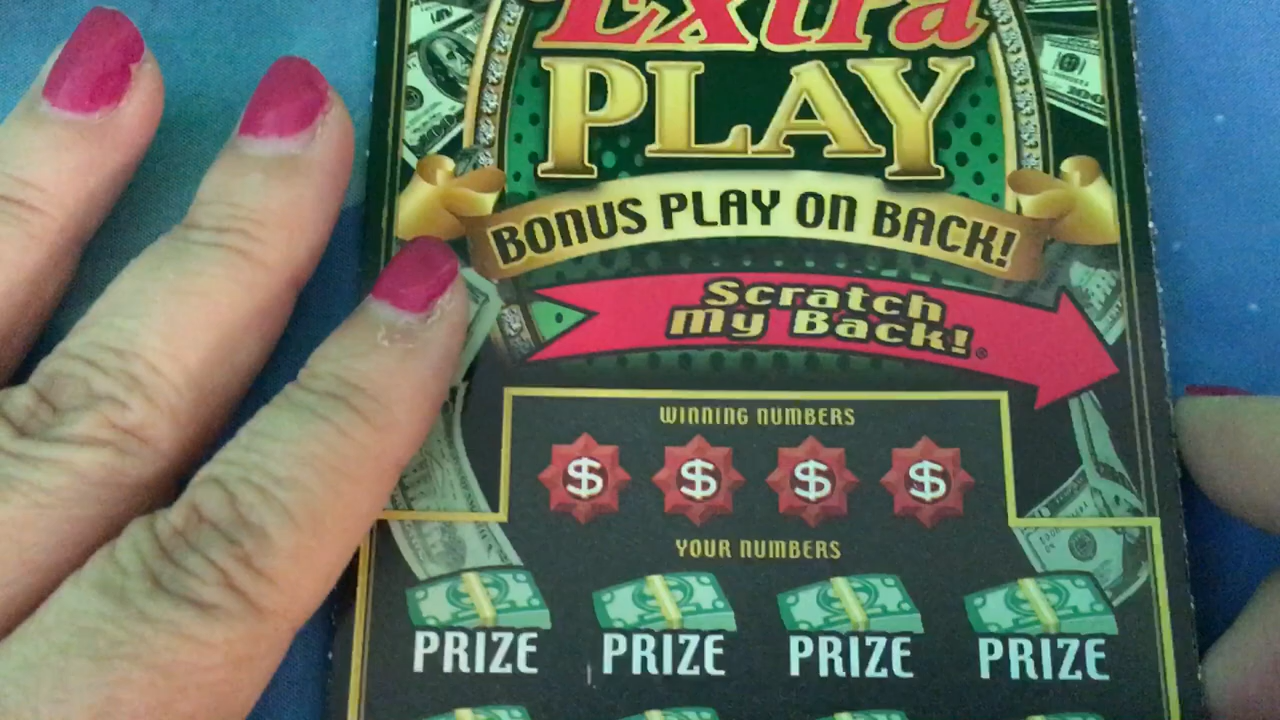 Extra
PLAY
BONUS PLAY ON BACK!
Scratch
My Back!®
WINNING NUMBERS
$ $ $ $
YOUR NUMBERS
PRIZE PRIZE PRIZE PRIZE